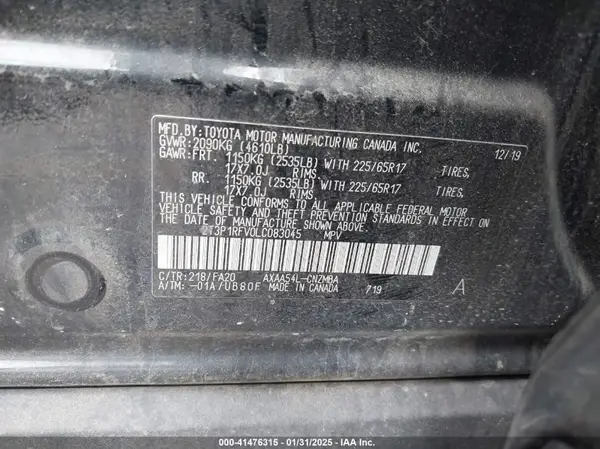 MFD.BY:TOYOTA MOTOR MANUFACTURING CANADA INC.
GVWR:2090KG (4610LB) 12/19
GAWR:FRT. 1150KG (2535LB) WITH 225/65R17 TIRES,
17X7.0J RIMS
RR. 1150KG (2535LB) WITH 225/65R17 TIRES,
17X7.0J RIMS
THIS VEHICLE CONFORMS TO ALL APPLICABLE FEDERAL MOTOR
VEHICLE SAFETY AND THEFT PREVENTION STANDARDS IN EFFECT
ON THE DATE OF MANUFACTURE SHOWN ABOVE.
2T3P1RFV0LC083045 MPV
C/TR:218/FA20 AXAA54L-CNZMBA
A/TM: -01A/UB80F MADE IN CANADA 719 A
000-41476315 | 01/31/2025 | IAA Inc.